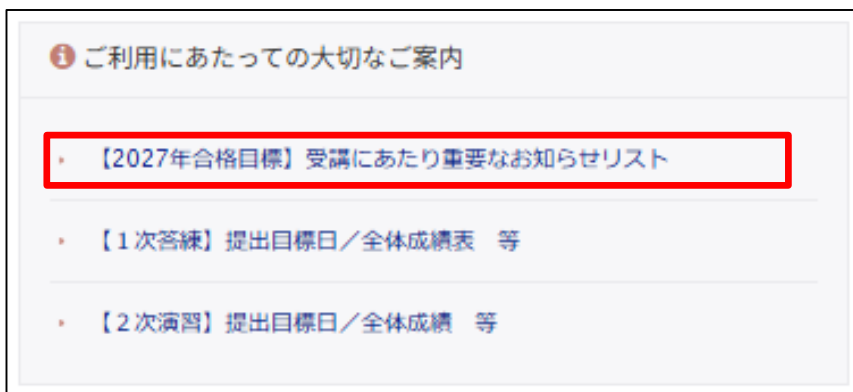 ご利用にあたっての大切なご案内
【2027年合格目標】受講にあたり重要なお知らせリスト
【１次答練】提出目標日／全体成績表　等
【２次演習】提出目標日／全体成績　等